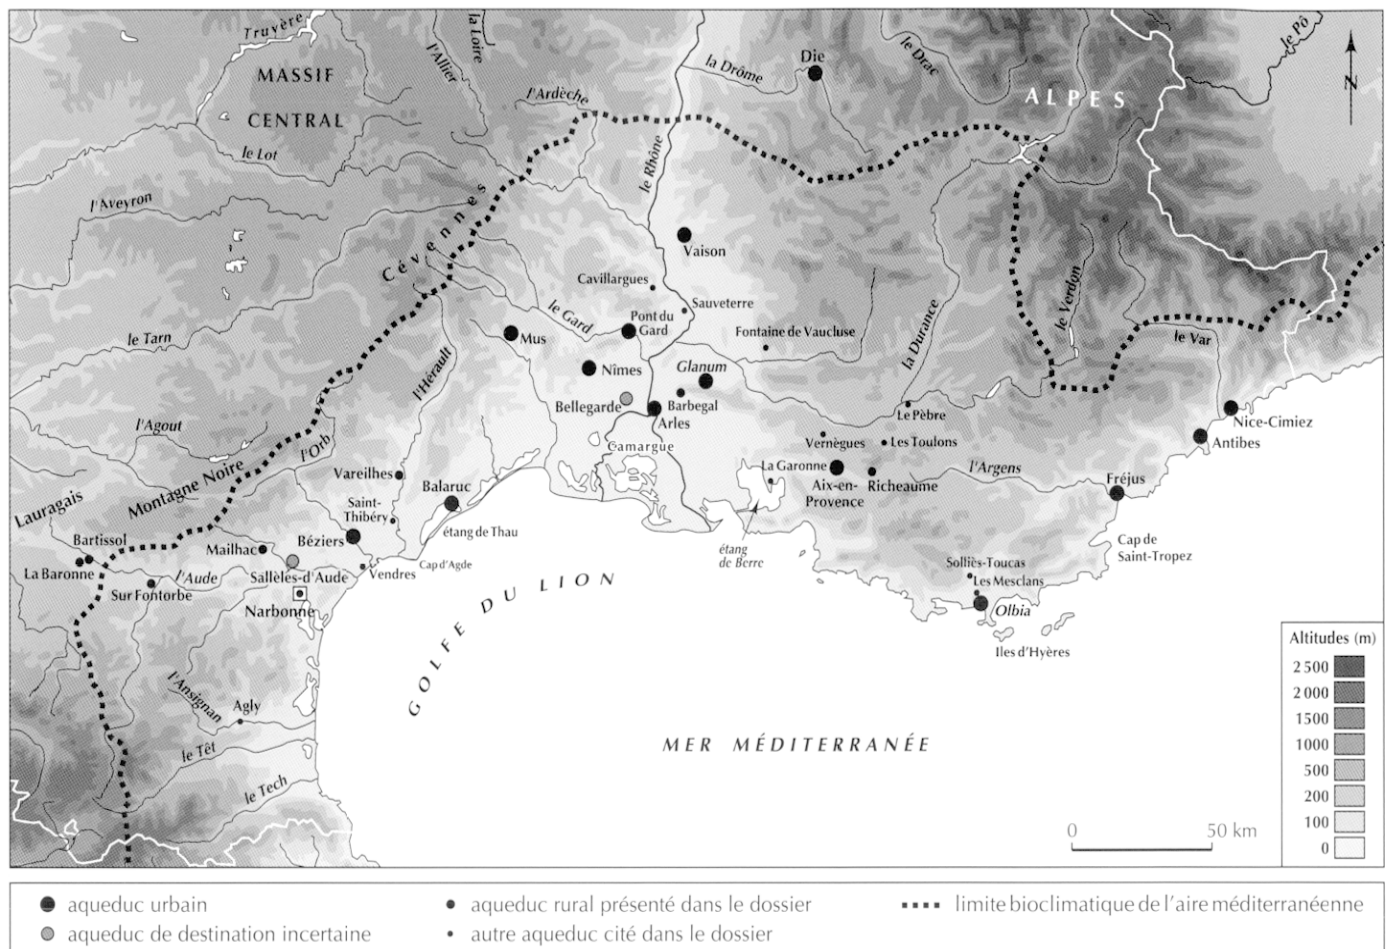 Truyère
la Loire
l'Allier
MASSIF
CENTRAL
le Lot
l'Ardèche
la Drôme
Die
le Drac
ALPES
le Pô
N
le Rhône
l'Aveyron
Cévennes
Vaison
Cavillargues
Sauveterre
le Gard
Pont du
Gard
Fontaine de Vaucluse
la Durance
le Verdon
le Var
le Tarn
Mus
Nîmes
Glanum
l'Hérault
Bellegarde
Barbegal
Arles
Le Pèbre
Nice-Cimiez
Antibes
l'Agout
l'Orb
Camargue
Vernègues
Les Toulons
Montagne Noire
Vareilhes
Balaruc
La Garonne
Aix-en-
Provence
Richeaume
l'Argens
Fréjus
Lauragais
Saint-
Thibéry
étang de Thau
Bartissol
Mailhac
Béziers
étang
de Berre
Cap de
Saint-Tropez
La Baronne
l'Aude
Sallèles-d'Aude
Vendres
Cap d'Agde
Sur Fontorbe
Narbonne
Solliès-Toucas
Les Mesclans
Olbia
Iles d'Hyères
GOLFE DU LION
l'Ansignan
Agly
le Têt
le Tech
MER MÉDITERRANÉE
Altitudes (m)
2 500
2 000
1500
1000
500
200
100
0
0 50 km
aqueduc urbain
aqueduc rural présenté dans le dossier
limite bioclimatique de l'aire méditerranéenne
aqueduc de destination incertaine
autre aqueduc cité dans le dossier